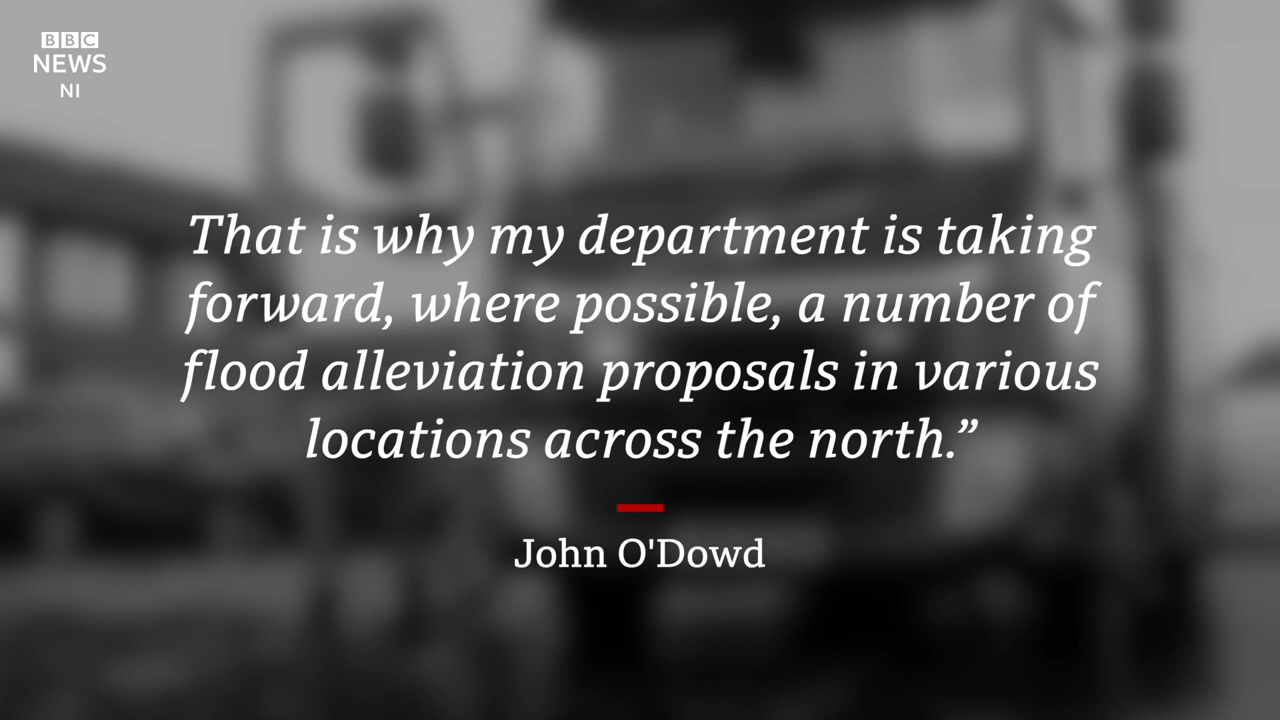 BBC
NEWS
NI
That is why my department is taking
forward, where possible, a number of
flood alleviation proposals in various
locations across the north.”
John O'Dowd